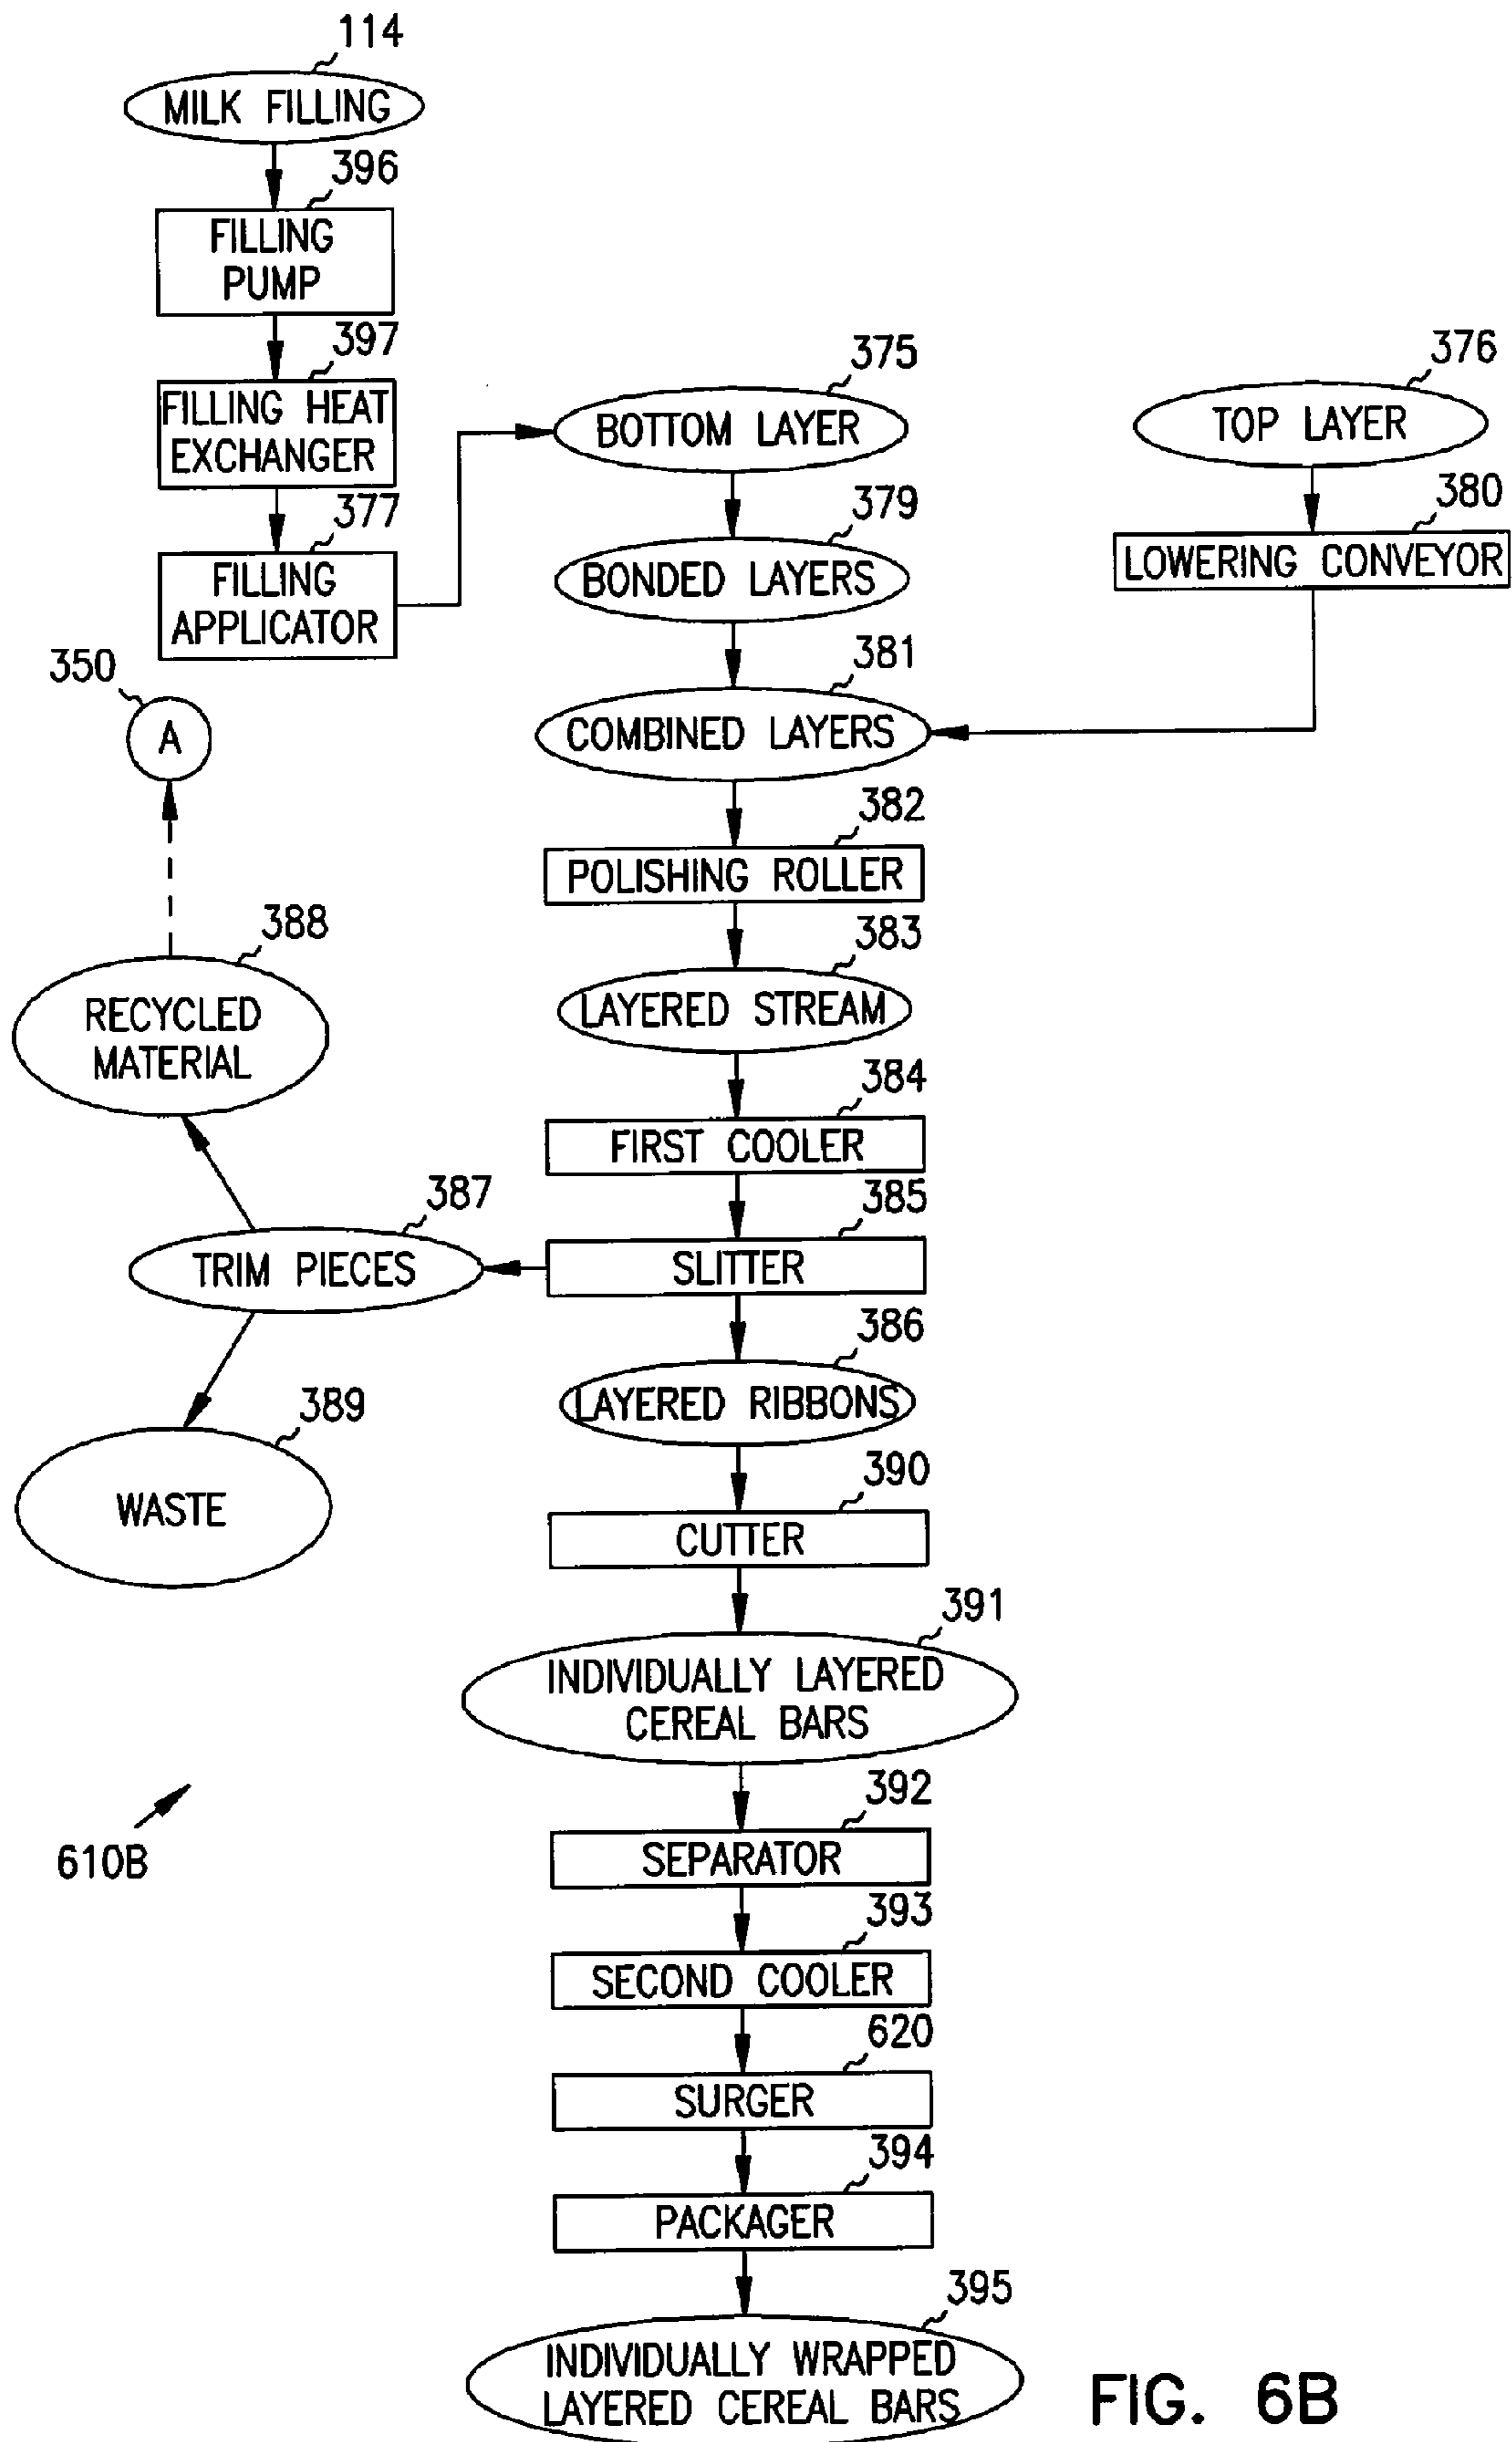 114
MILK FILLING
396
FILLING
PUMP
397
FILLING HEAT
EXCHANGER
377
FILLING
APPLICATOR
375
BOTTOM LAYER
376
TOP LAYER
379
BONDED LAYERS
380
LOWERING CONVEYOR
381
COMBINED LAYERS
350
A
382
POLISHING ROLLER
383
LAYERED STREAM
388
RECYCLED
MATERIAL
384
FIRST COOLER
385
SLITTER
387
TRIM PIECES
386
LAYERED RIBBONS
389
WASTE
390
CUTTER
391
INDIVIDUALLY LAYERED
CEREAL BARS
392
SEPARATOR
610B
393
SECOND COOLER
620
SURGER
394
PACKAGER
395
INDIVIDUALLY WRAPPED
LAYERED CEREAL BARS
FIG. 6B